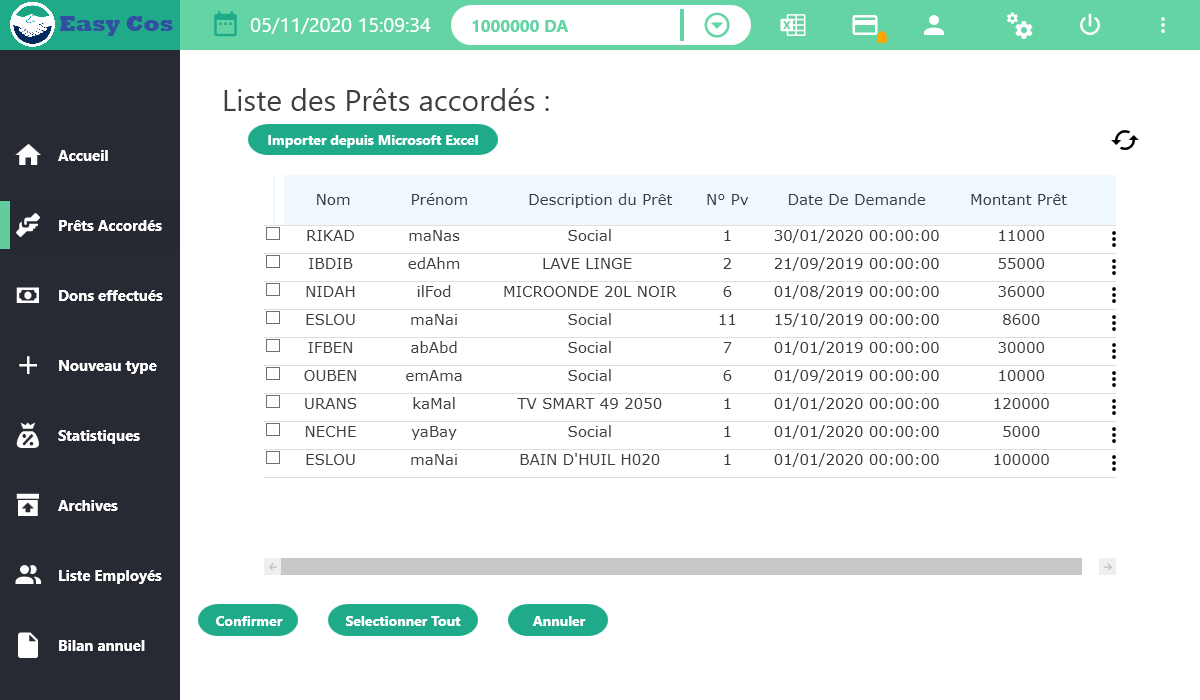 Easy Cos 05/11/2020 15:09:34 1000000 DA
Liste des Prêts accordés :
Importer depuis Microsoft Excel
Accueil
Prêts Accordés
Dons effectués
Nouveau type
Statistiques
Archives
Liste Employés
Bilan annuel
Nom Prénom Description du Prêt N° Pv Date De Demande Montant Prêt
RIKAD maNas Social 1 30/01/2020 00:00:00 11000
IBDIB edAhm LAVE LINGE 2 21/09/2019 00:00:00 55000
NIDAH ilFod MICROONDE 20L NOIR 6 01/08/2019 00:00:00 36000
ESLOU maNai Social 11 15/10/2019 00:00:00 8600
IFBEN abAbd Social 7 01/01/2019 00:00:00 30000
OUBEN emAma Social 6 01/09/2019 00:00:00 10000
URANS kaMal TV SMART 49 2050 1 01/01/2020 00:00:00 120000
NECHE yaBay Social 1 01/01/2020 00:00:00 5000
ESLOU maNai BAIN D'HUIL H020 1 01/01/2020 00:00:00 100000
Confirmer Selectionner Tout Annuler